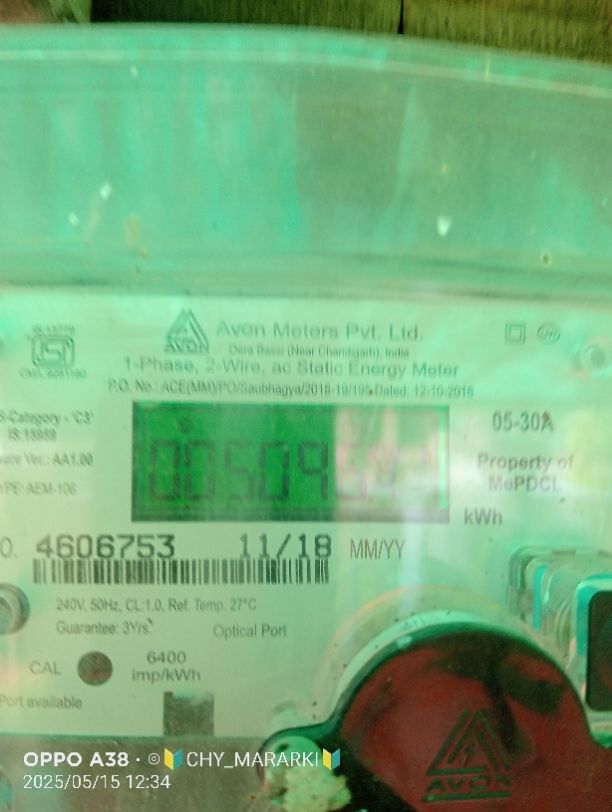 IS:13779
ISI
AVON
Avon Meters Pvt. Ltd.
Dera Bassi (Near Chandigarh), India
1-Phase, 2-Wire, ac Static Energy Meter
P.O. No.: ACE(MM)/PO/Saubhagya/2018-19/195 Dated: 12-10-2018
S-Category - 'C3'
IS:15959
ware Ver.: AA1.00
YPE: AEM-106
05-30A
Property of
MePDCL
kWh
O. 4606753 11/18 MM/YY
240V, 50Hz, CL:1.0, Ref. Temp. 27°C
Guarantee: 3Yrs.
Optical Port
CAL
6400
imp/kWh
Port available
AVON
OPPO A38 · © 🔰CHY_MARARKI🔰
2025/05/15 12:34